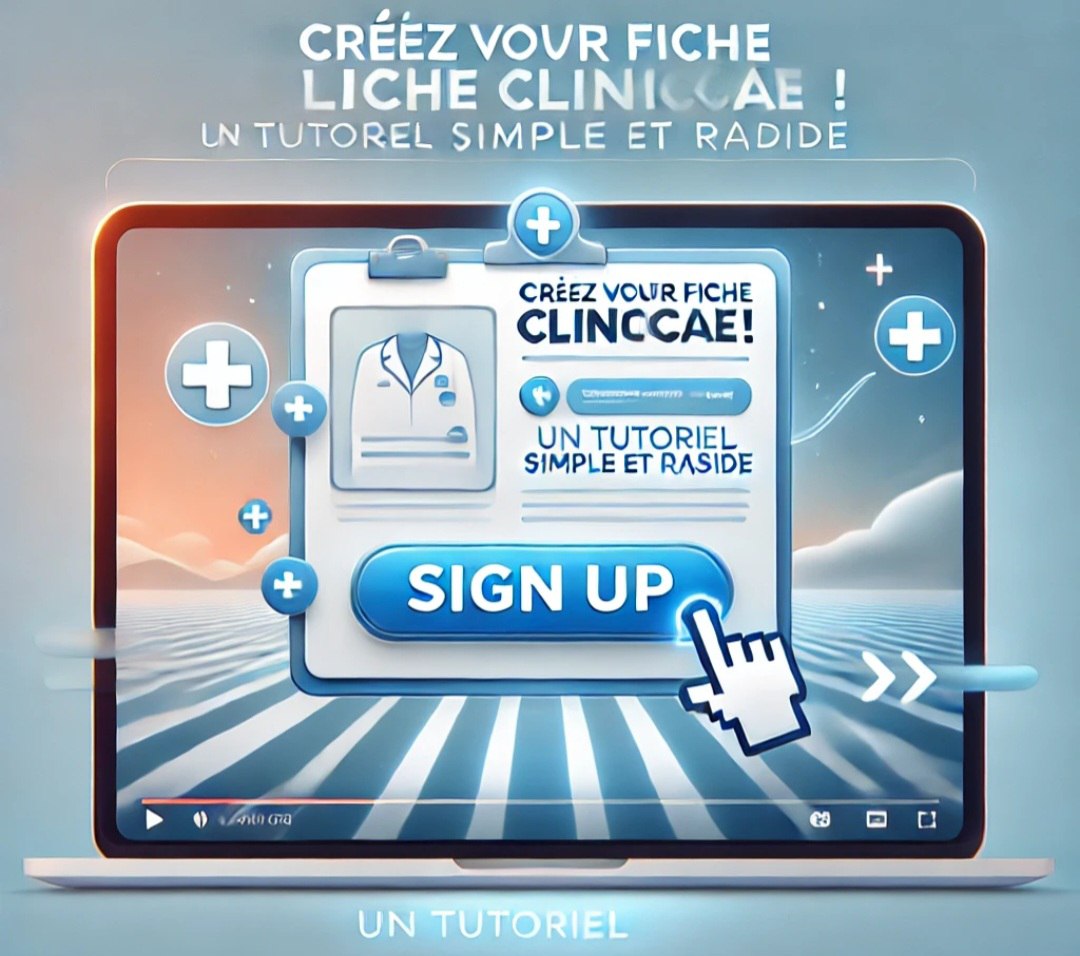 CRÉÉZ VOUR FICHE
LICHE CLINICCAE !
UN TUTOREL SIMPLE ET RADIDE
CRÉEZ VOUR FICHE
CLINCCAE!
UN TUTORIEL
SIMPLE ET RASIDE
SIGN UP
UN TUTORIEL